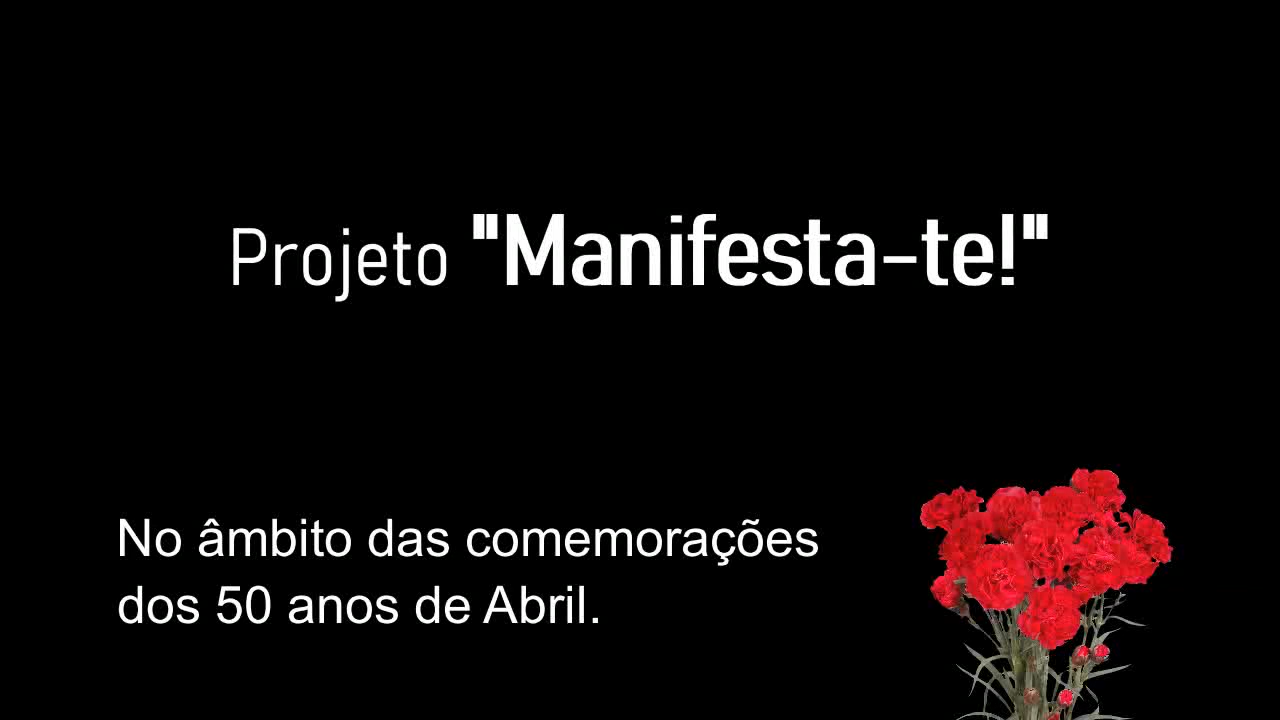 Projeto "Manifesta-te!"
No âmbito das comemorações
dos 50 anos de Abril.